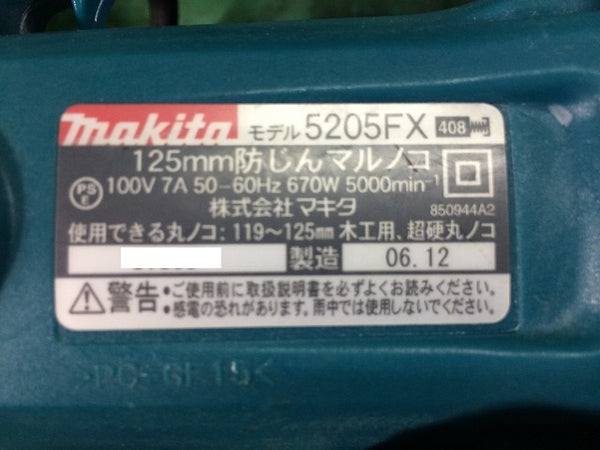 makita モデル 5205FX 408
125mm防じんマルノコ
PS E 100V 7A 50-60Hz 670W 5000min⁻¹
株式会社マキタ 850944A2
使用できる丸ノコ:119～125mm 木工用、超硬丸ノコ
製造 06.12
⚠警告 •ご使用前に取扱説明書を必ずよくお読みください。
•感電の恐れがあります。雨中では使用しないでください。